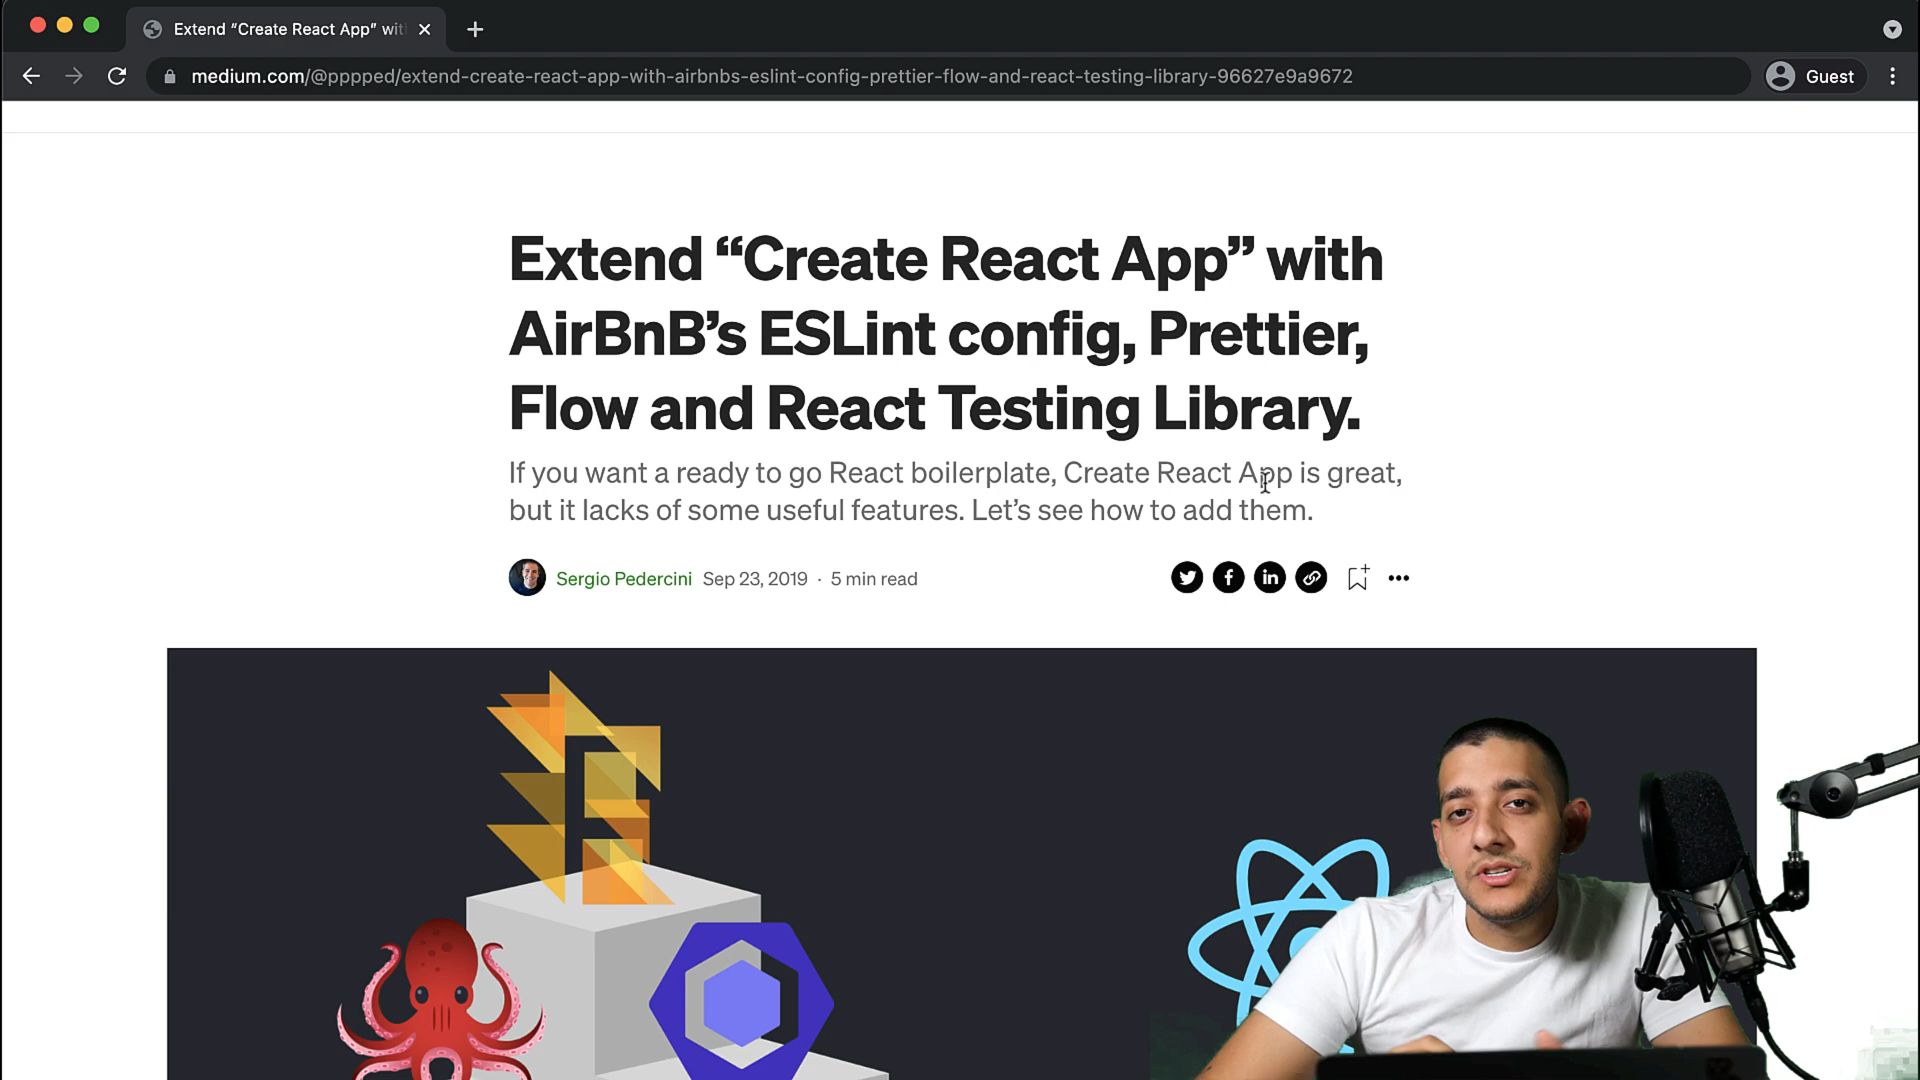 Extend “Create React App” wit
medium.com/@pppped/extend-create-react-app-with-airbnbs-eslint-config-prettier-flow-and-react-testing-library-96627e9a9672
Guest
Extend “Create React App” with
AirBnB’s ESLint config, Prettier,
Flow and React Testing Library.
If you want a ready to go React boilerplate, Create React App is great,
but it lacks of some useful features. Let’s see how to add them.
Sergio Pedercini Sep 23, 2019 · 5 min read